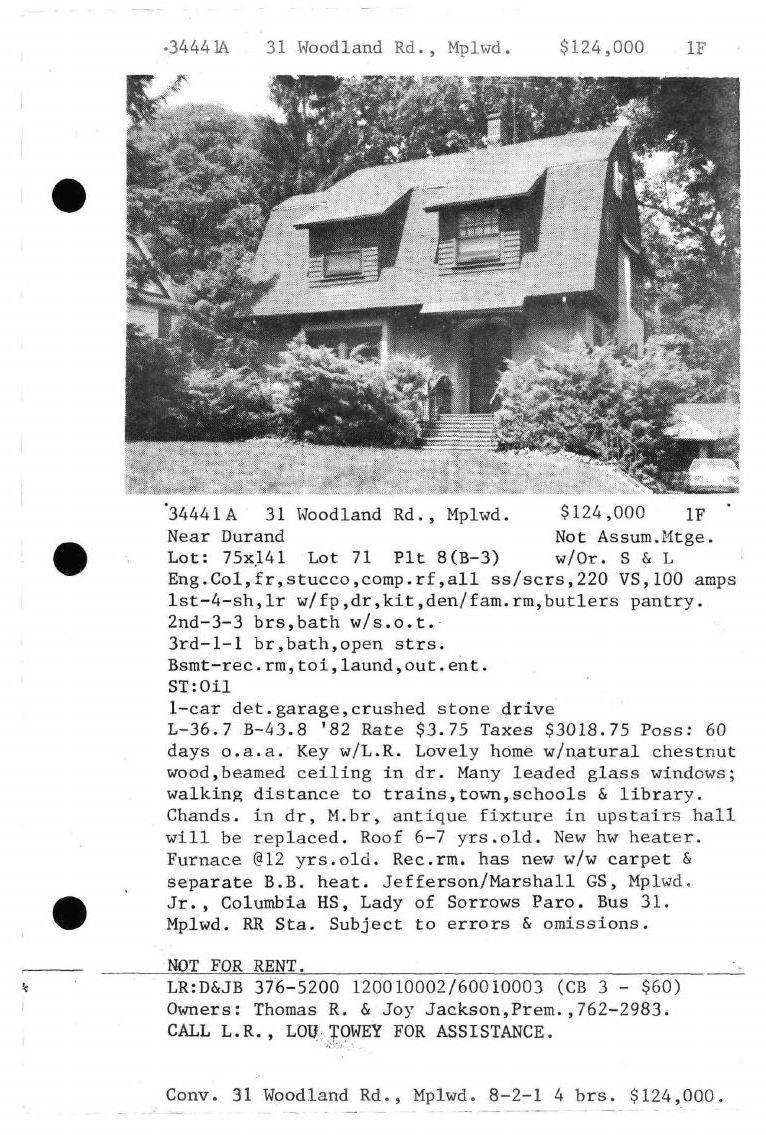 34441A 31 Woodland Rd., Mplwd. $124,000 1F
34441A 31 Woodland Rd., Mplwd. $124,000 1F
Near Durand Not Assum.Mtge.
Lot: 75x141 Lot 71 Plt 8(B-3) w/Or. S & L
Eng.Col,fr,stucco,comp.rf,all ss/scrs,220 VS,100 amps
1st-4-sh,lr w/fp,dr,kit,den/fam.rm,butlers pantry.
2nd-3-3 brs,bath w/s.o.t.
3rd-1-1 br,bath,open strs.
Bsmt-rec.rm,toi,laund,out.ent.
ST:Oil
1-car det.garage,crushed stone drive
L-36.7 B-43.8 '82 Rate $3.75 Taxes $3018.75 Poss: 60
days o.a.a. Key w/L.R. Lovely home w/natural chestnut
wood,beamed ceiling in dr. Many leaded glass windows;
walking distance to trains,town,schools & library.
Chands. in dr, M.br, antique fixture in upstairs hall
will be replaced. Roof 6-7 yrs.old. New hw heater.
Furnace @12 yrs.old. Rec.rm. has new w/w carpet &
separate B.B. heat. Jefferson/Marshall GS, Mplwd.
Jr., Columbia HS, Lady of Sorrows Paro. Bus 31.
Mplwd. RR Sta. Subject to errors & omissions.
NOT FOR RENT.
LR:D&JB 376-5200 120010002/60010003 (CB 3 - $60)
Owners: Thomas R. & Joy Jackson,Prem.,762-2983.
CALL L.R., LOU TOWEY FOR ASSISTANCE.
Conv. 31 Woodland Rd., Mplwd. 8-2-1 4 brs. $124,000.